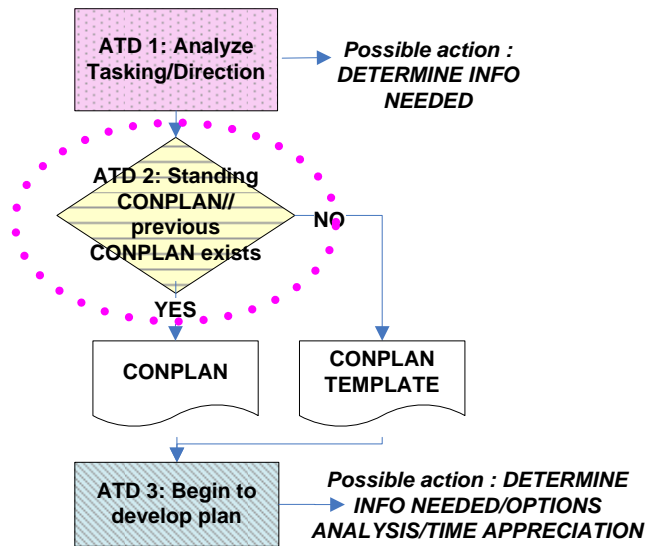 ATD 1: Analyze
Tasking/Direction
Possible action :
DETERMINE INFO
NEEDED
ATD 2: Standing
CONPLAN//
previous
CONPLAN exists
NO
YES
CONPLAN
CONPLAN
TEMPLATE
ATD 3: Begin to
develop plan
Possible action : DETERMINE
INFO NEEDED/OPTIONS
ANALYSIS/TIME APPRECIATION